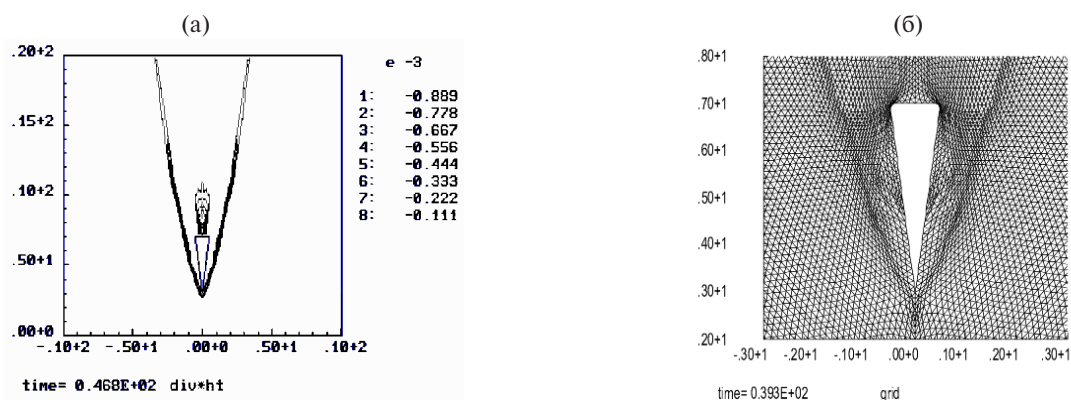 (а)
(б)
.20+2
.15+2
.10+2
.50+1
.00+0
-.10+2 -.50+1 .00+0 .50+1 .10+2
e -3
1: -0.889
2: -0.778
3: -0.667
4: -0.556
5: -0.444
6: -0.333
7: -0.222
8: -0.111
time= 0.468E+02 div*ht
.80+1
.70+1
.60+1
.50+1
.40+1
.30+1
.20+1
-.30+1 -.20+1 -.10+1 .00+0 .10+1 .20+1 .30+1
time= 0.393E+02 grid